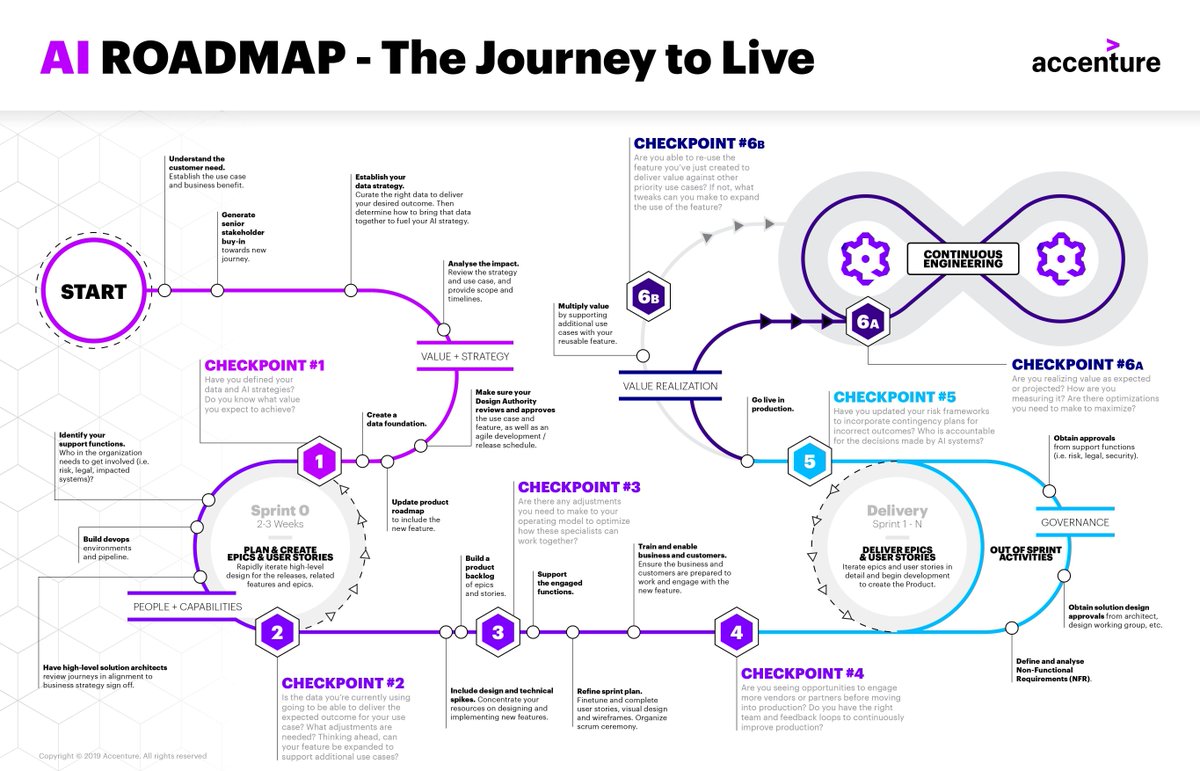 AI ROADMAP - The Journey to Live
accenture
>
START
Understand the
customer need.
Establish the use case
and business benefit.
Generate
senior
stakeholder
buy-in
towards new
journey.
Establish your
data strategy.
Curate the right data to deliver
your desired outcome. Then
determine how to bring that data
together to fuel your AI strategy.
Analyse the impact.
Review the strategy
and use case, and
provide scope and
timelines.
VALUE + STRATEGY
Make sure your
Design Authority
reviews and approves
the use case and
feature, as well as an
agile development /
release schedule.
Update product
roadmap
to include the
new feature.
Create a
data foundation.
CHECKPOINT #1
Have you defined your
data and AI strategies?
Do you know what value
you expect to achieve?
1
Identify your
support functions.
Who in the organization
needs to get involved (i.e.
risk, legal, impacted
systems)?
Build devops
environments
and pipeline.
Have high-level solution architects
review journeys in alignment to
business strategy sign off.
PEOPLE + CAPABILITIES
Sprint 0
2-3 Weeks
PLAN & CREATE
EPICS & USER STORIES
Rapidly iterate high-level
design for the releases, related
features and epics.
2
CHECKPOINT #2
Is the data you're currently using
going to be able to deliver the
expected outcome for your use
case? What adjustments are
needed? Thinking ahead, can
your feature be expanded to
support additional use cases?
Include design and technical
spikes. Concentrate your
resources on designing and
implementing new features.
Build a
product
backlog
of epics
and stories.
3
CHECKPOINT #3
Are there any adjustments
you need to make to your
operating model to optimize
how these specialists can
work together?
Support
the engaged
functions.
Refine sprint plan.
Finetune and complete
user stories, visual design
and wireframes. Organize
scrum ceremony.
Train and enable
business and customers.
Ensure the business and
customers are prepared to
work and engage with the
new feature.
4
CHECKPOINT #4
Are you seeing opportunities to engage
more vendors or partners before moving
into production? Do you have the right
team and feedback loops to continuously
improve production?
Delivery
Sprint 1 - N
DELIVER EPICS
& USER STORIES
Iterate epics and user stories in
detail and begin development
to create the Product.
OUT OF SPRINT
ACTIVITIES
Define and analyse
Non-Functional
Requirements (NFR).
Obtain solution design
approvals from architect,
design working group, etc.
GOVERNANCE
Obtain approvals
from support functions
(i.e. risk, legal, security).
5
CHECKPOINT #5
Have you updated your risk frameworks
to incorporate contingency plans for
incorrect outcomes? Who is accountable
for the decisions made by AI systems?
Go live in
production.
VALUE REALIZATION
6A
CHECKPOINT #6A
Are you realizing value as expected
or projected? How are you
measuring it? Are there optimizations
you need to make to maximize?
Multiply value
by supporting
additional use
cases with your
reusable feature.
6B
CHECKPOINT #6B
Are you able to re-use the
feature you've just created to
deliver value against other
priority use cases? If not, what
tweaks can you make to expand
the use of the feature?
CONTINUOUS
ENGINEERING
Copyright © 2019 Accenture. All rights reserved